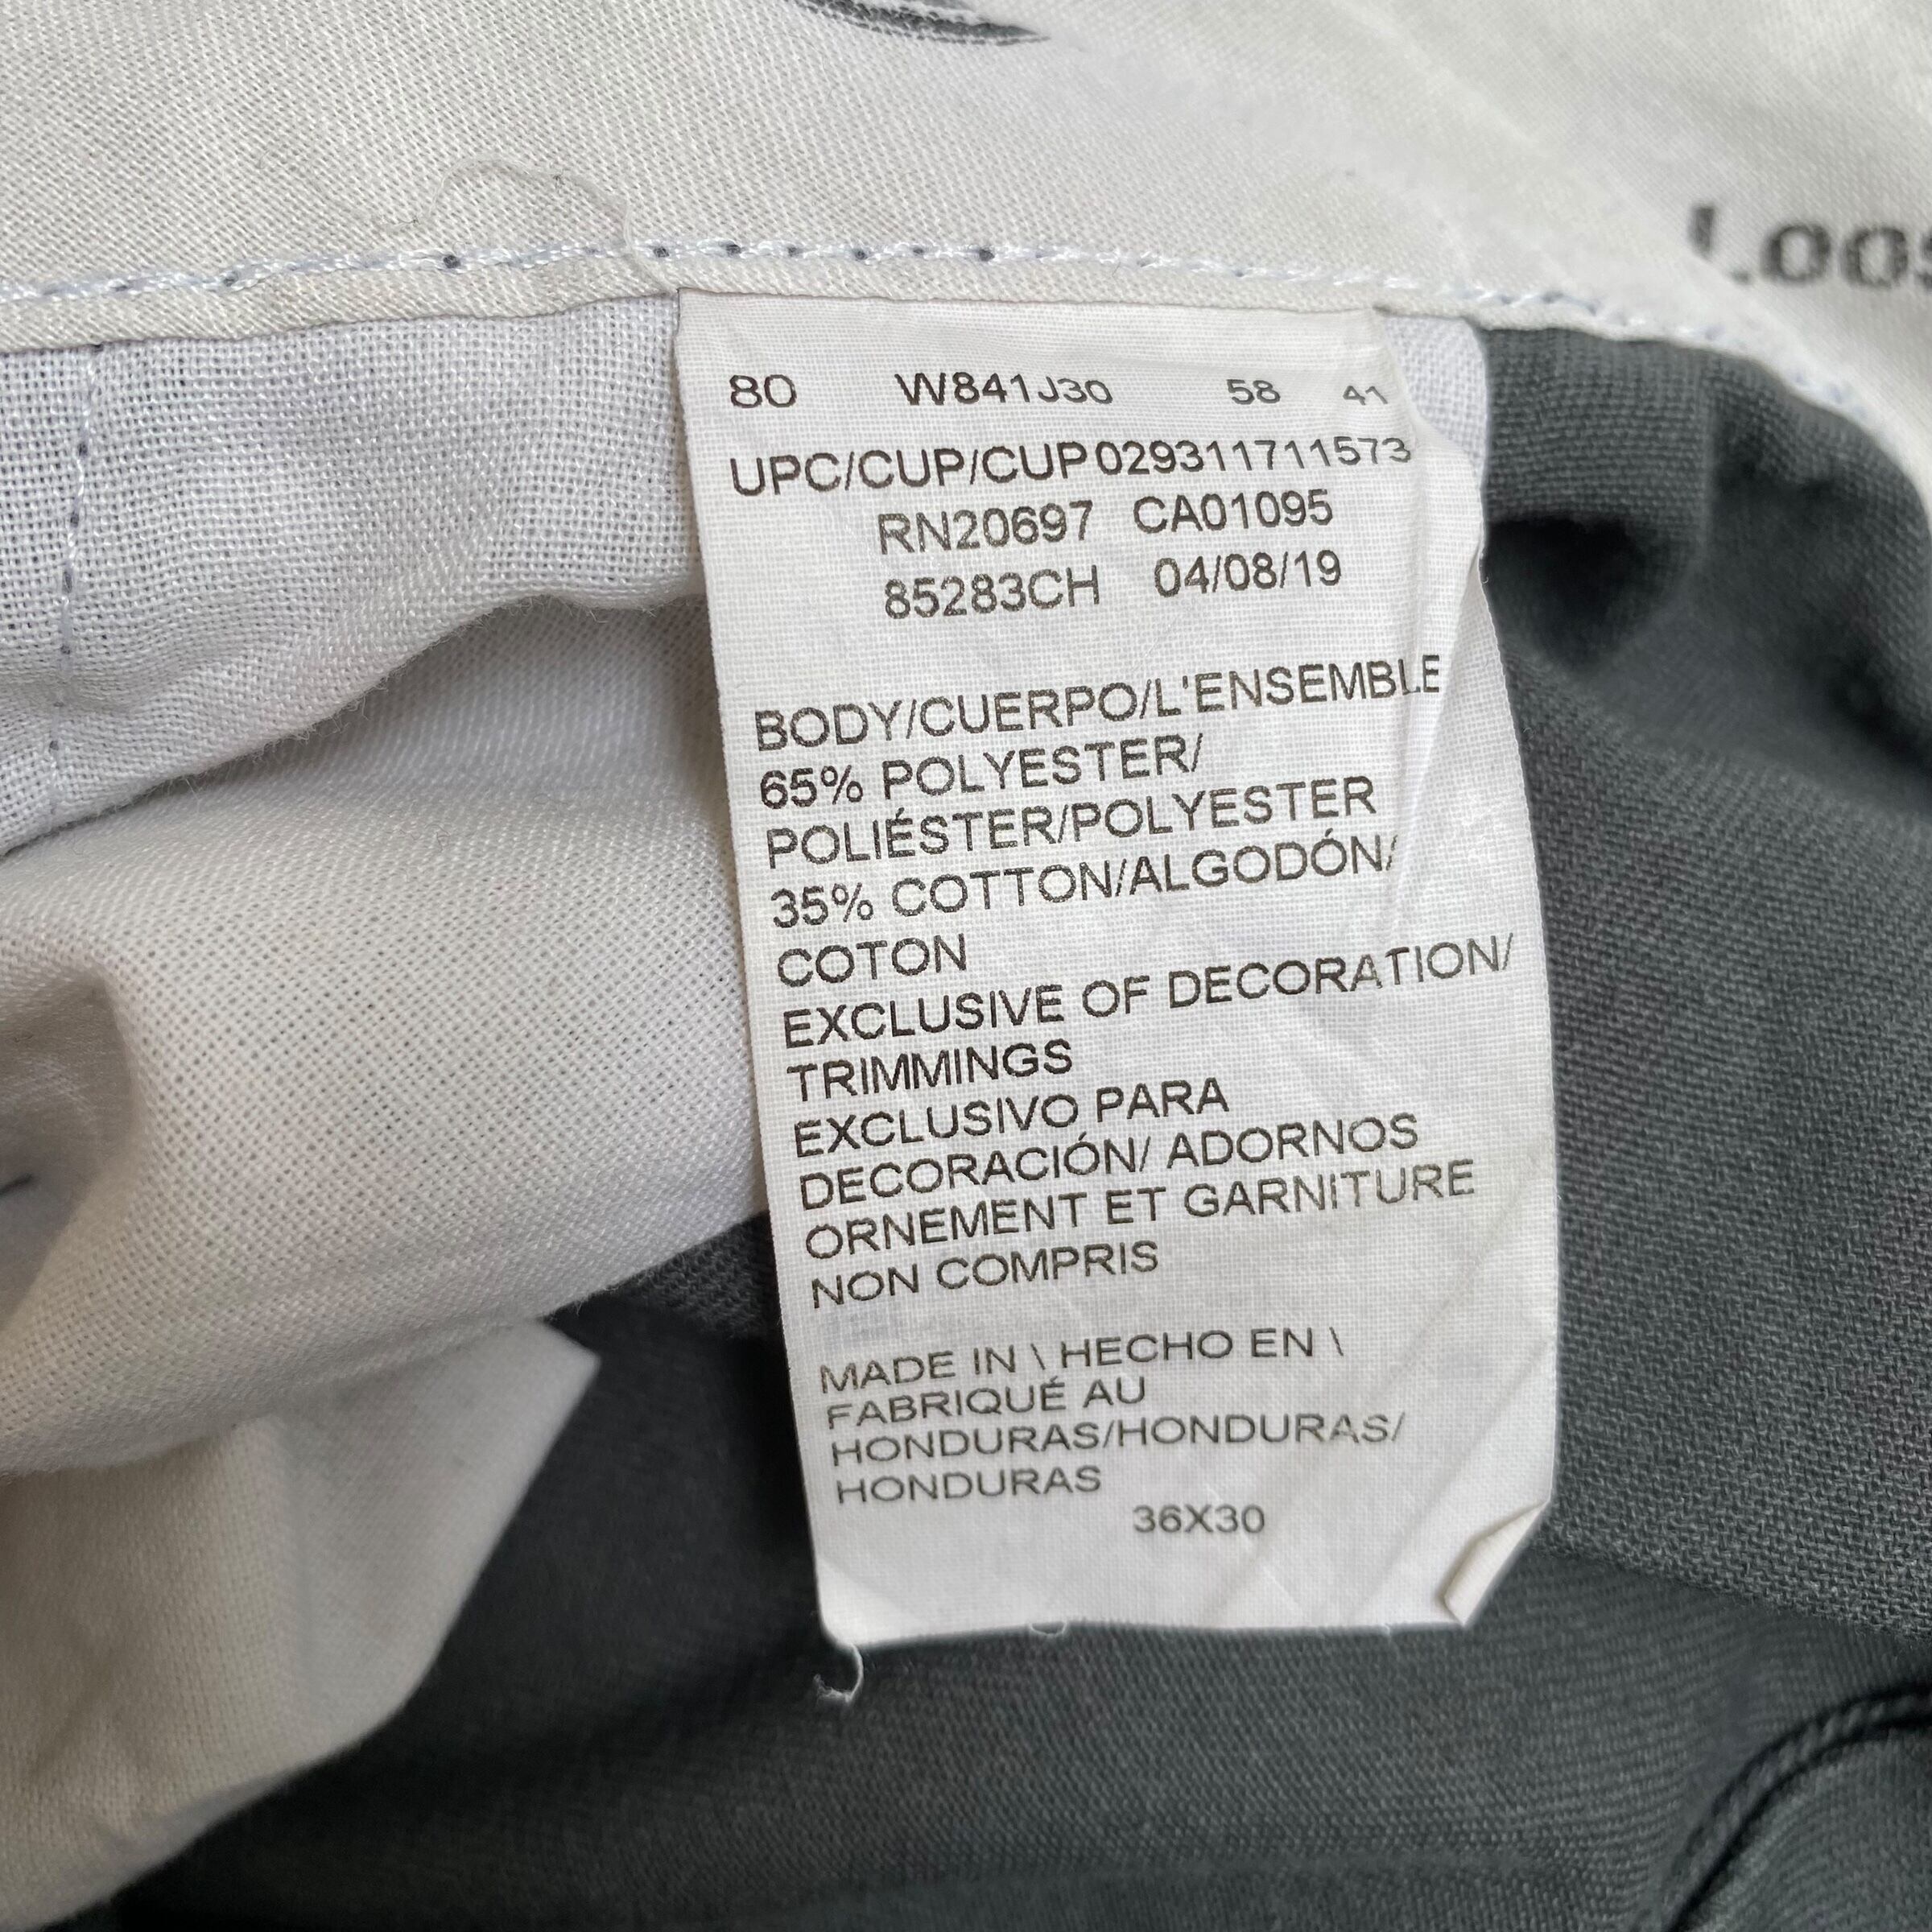 Loos
80 W841J30 58 41
UPC/CUP/CUP029311711573
RN20697 CA01095
85283CH 04/08/19
BODY/CUERPO/L'ENSEMBLE
65% POLYESTER/
POLIÉSTER/POLYESTER
35% COTTON/ALGODÓN/
COTON
EXCLUSIVE OF DECORATION/
TRIMMINGS
EXCLUSIVO PARA
DECORACIÓN/ ADORNOS
ORNEMENT ET GARNITURE
NON COMPRIS
MADE IN \ HECHO EN \
FABRIQUÉ AU
HONDURAS/HONDURAS/
HONDURAS
36X30